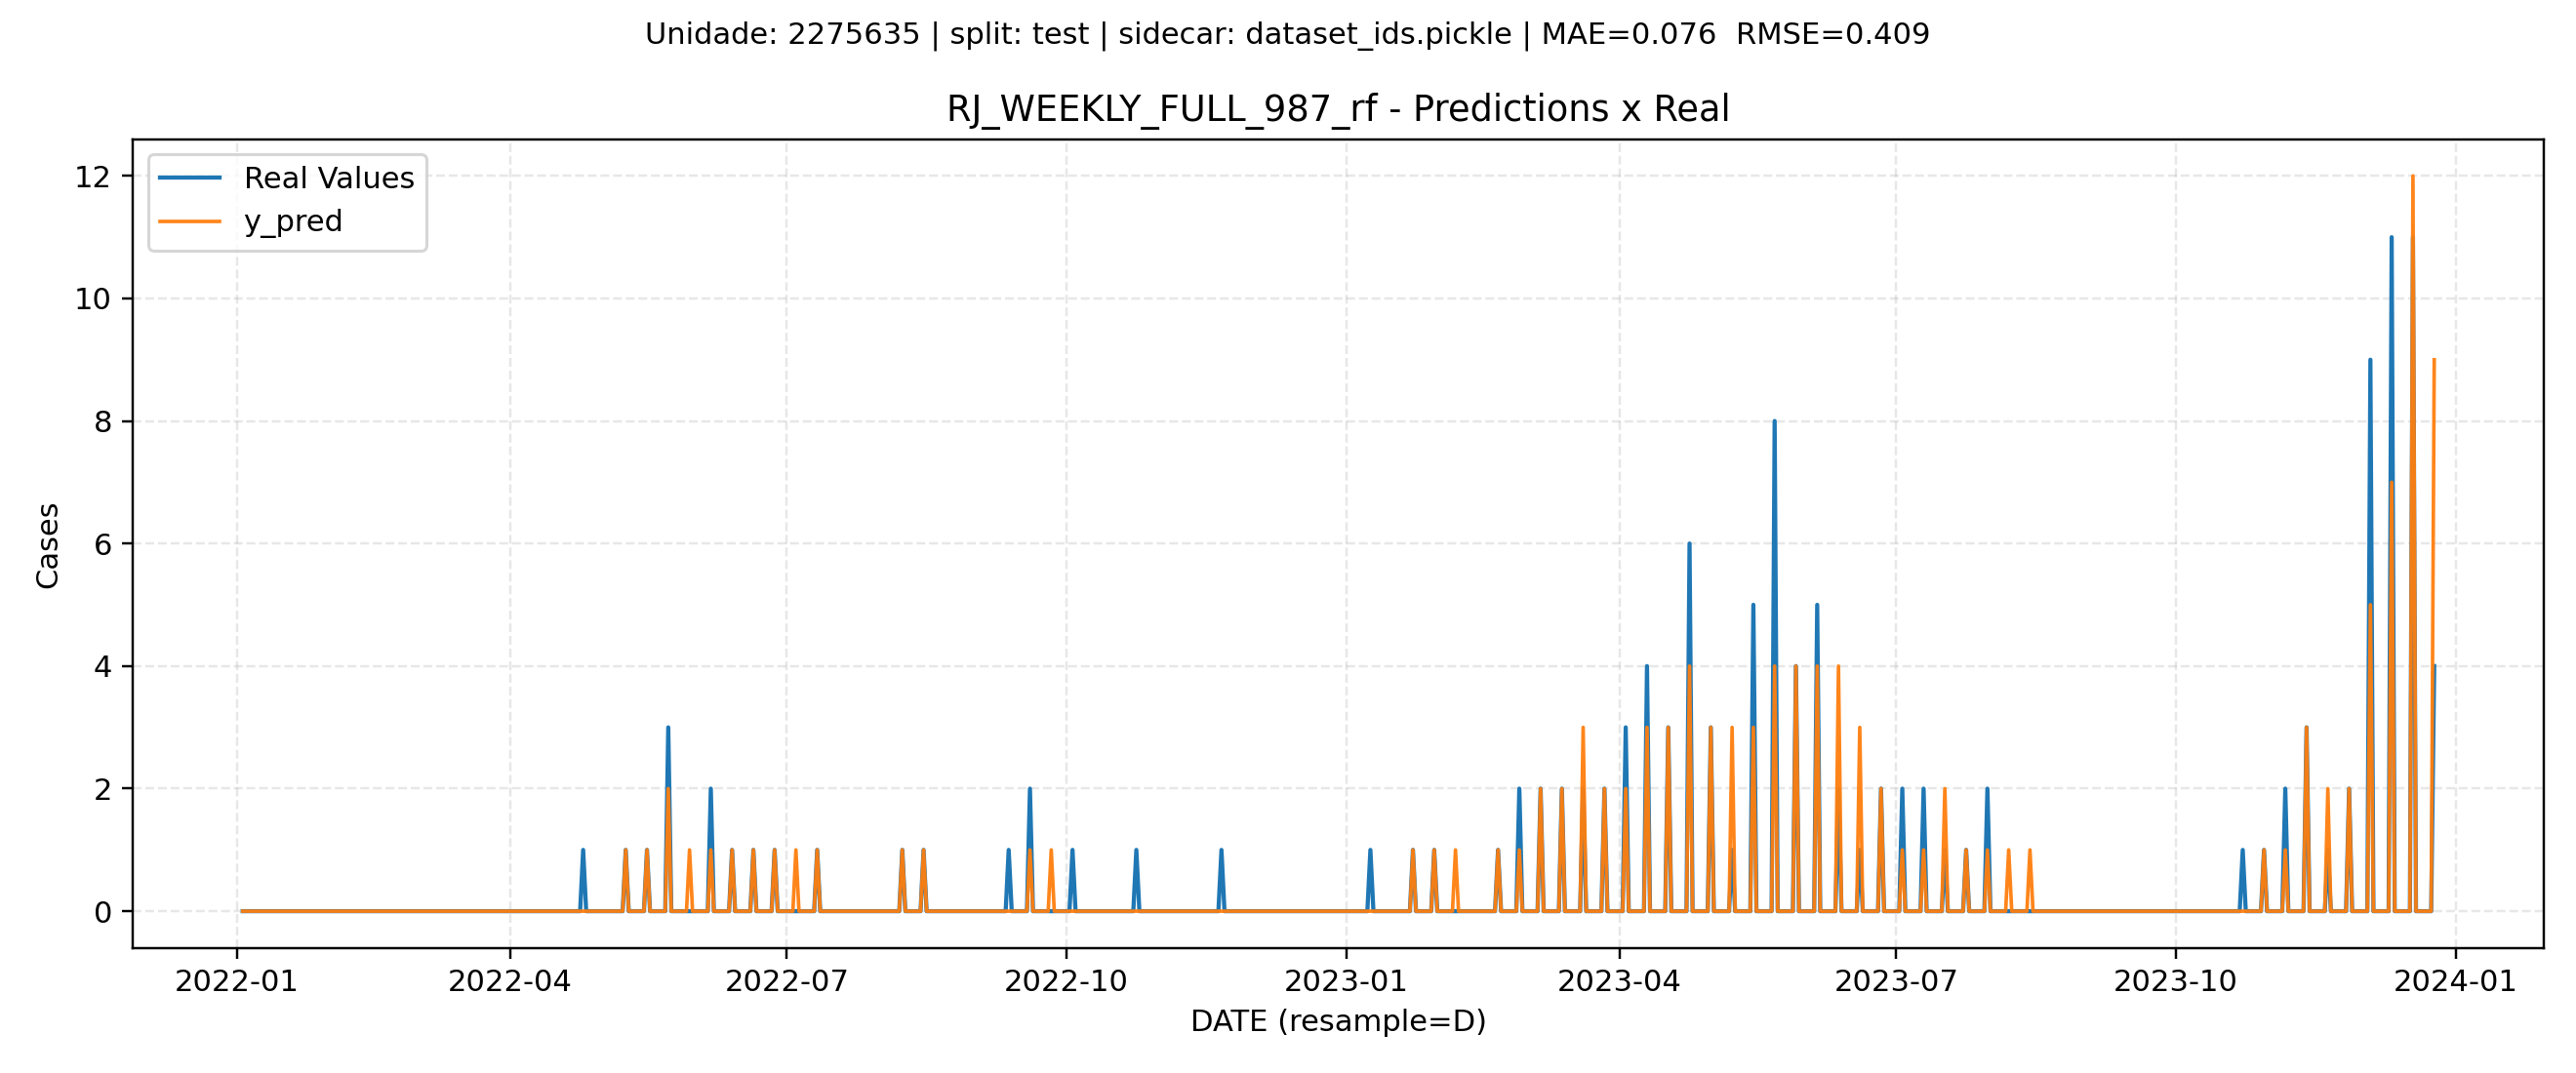 Unidade: 2275635 | split: test | sidecar: dataset_ids.pickle | MAE=0.076  RMSE=0.409
RJ_WEEKLY_FULL_987_rf - Predictions x Real
Real Values
y_pred
12
10
8
6
4
2
0
Cases
2022-01
2022-04
2022-07
2022-10
2023-01
2023-04
2023-07
2023-10
2024-01
DATE (resample=D)